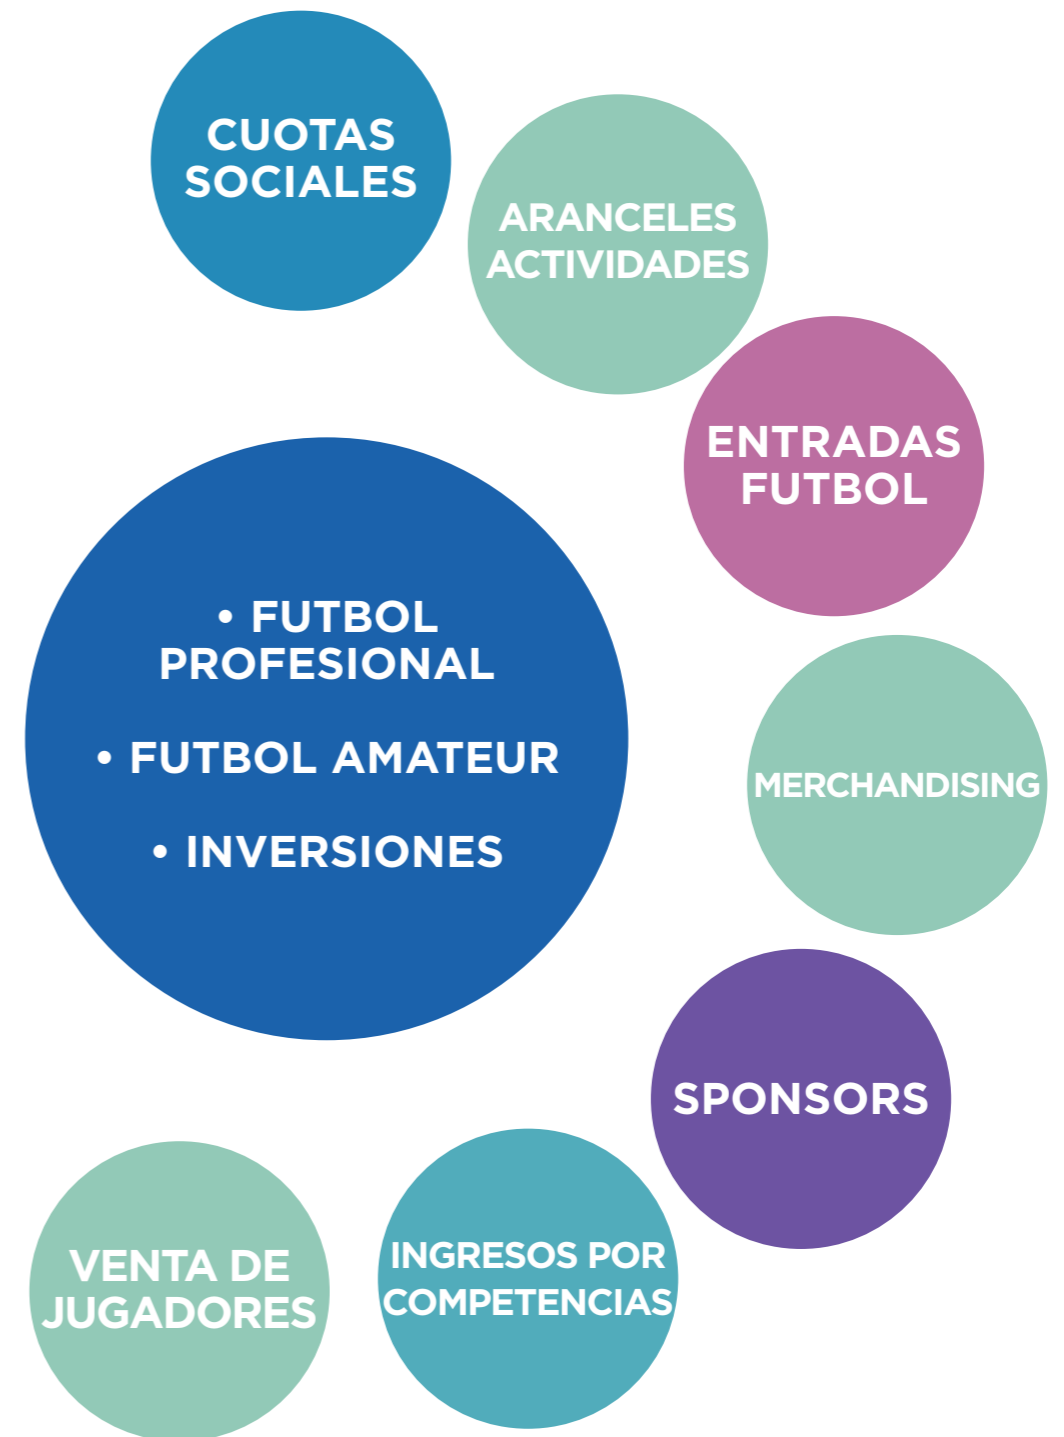 CUOTAS
SOCIALES
ARANCELES
ACTIVIDADES
ENTRADAS
FUTBOL
• FUTBOL
PROFESIONAL
• FUTBOL AMATEUR
• INVERSIONES
MERCHANDISING
SPONSORS
INGRESOS POR
COMPETENCIAS
VENTA DE
JUGADORES